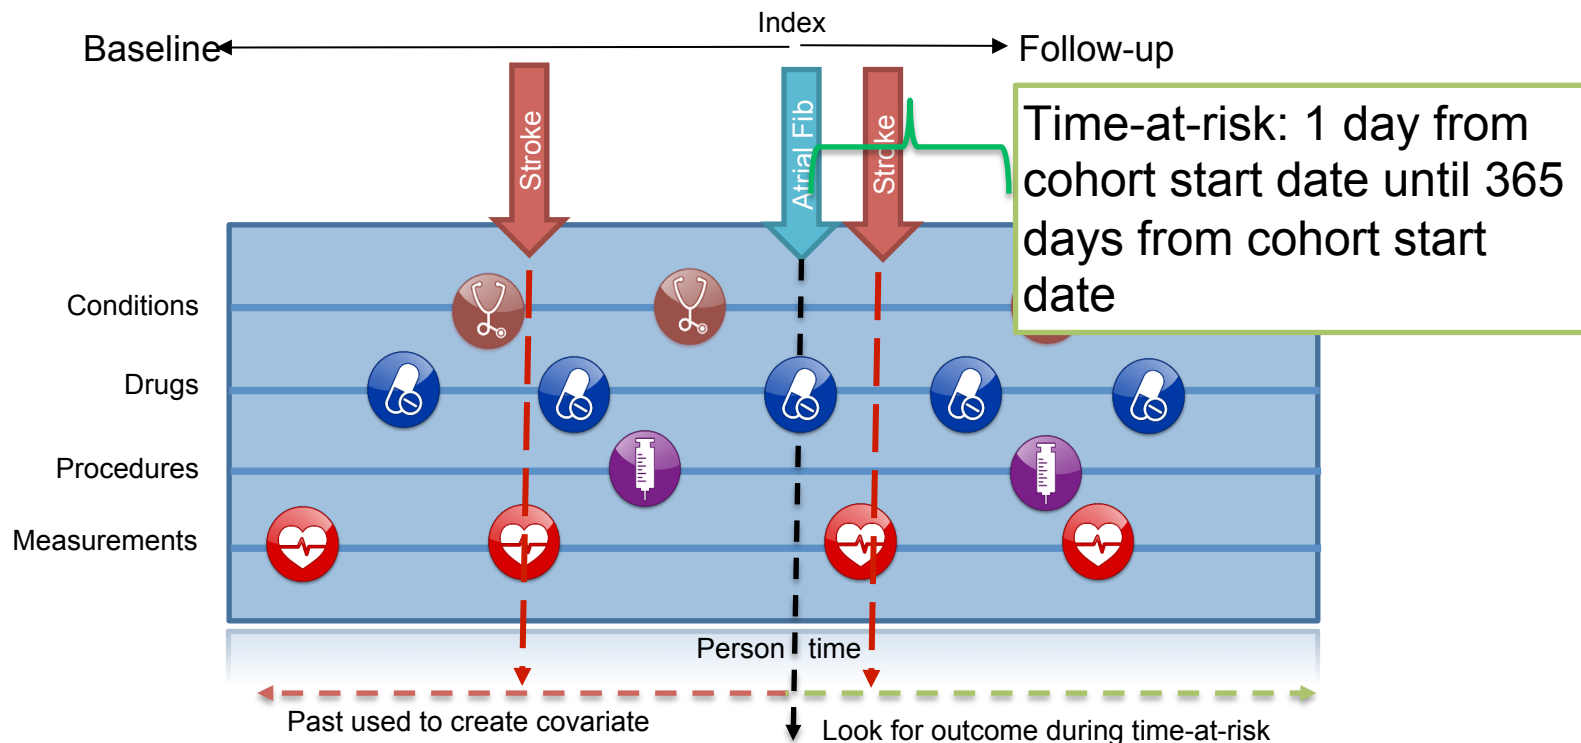 Index
Baseline
Follow-up
Stroke
Atrial Fib
Stroke
Time-at-risk: 1 day from
cohort start date until 365
days from cohort start
date
Conditions
Drugs
Procedures
Measurements
Person time
Past used to create covariate
Look for outcome during time-at-risk